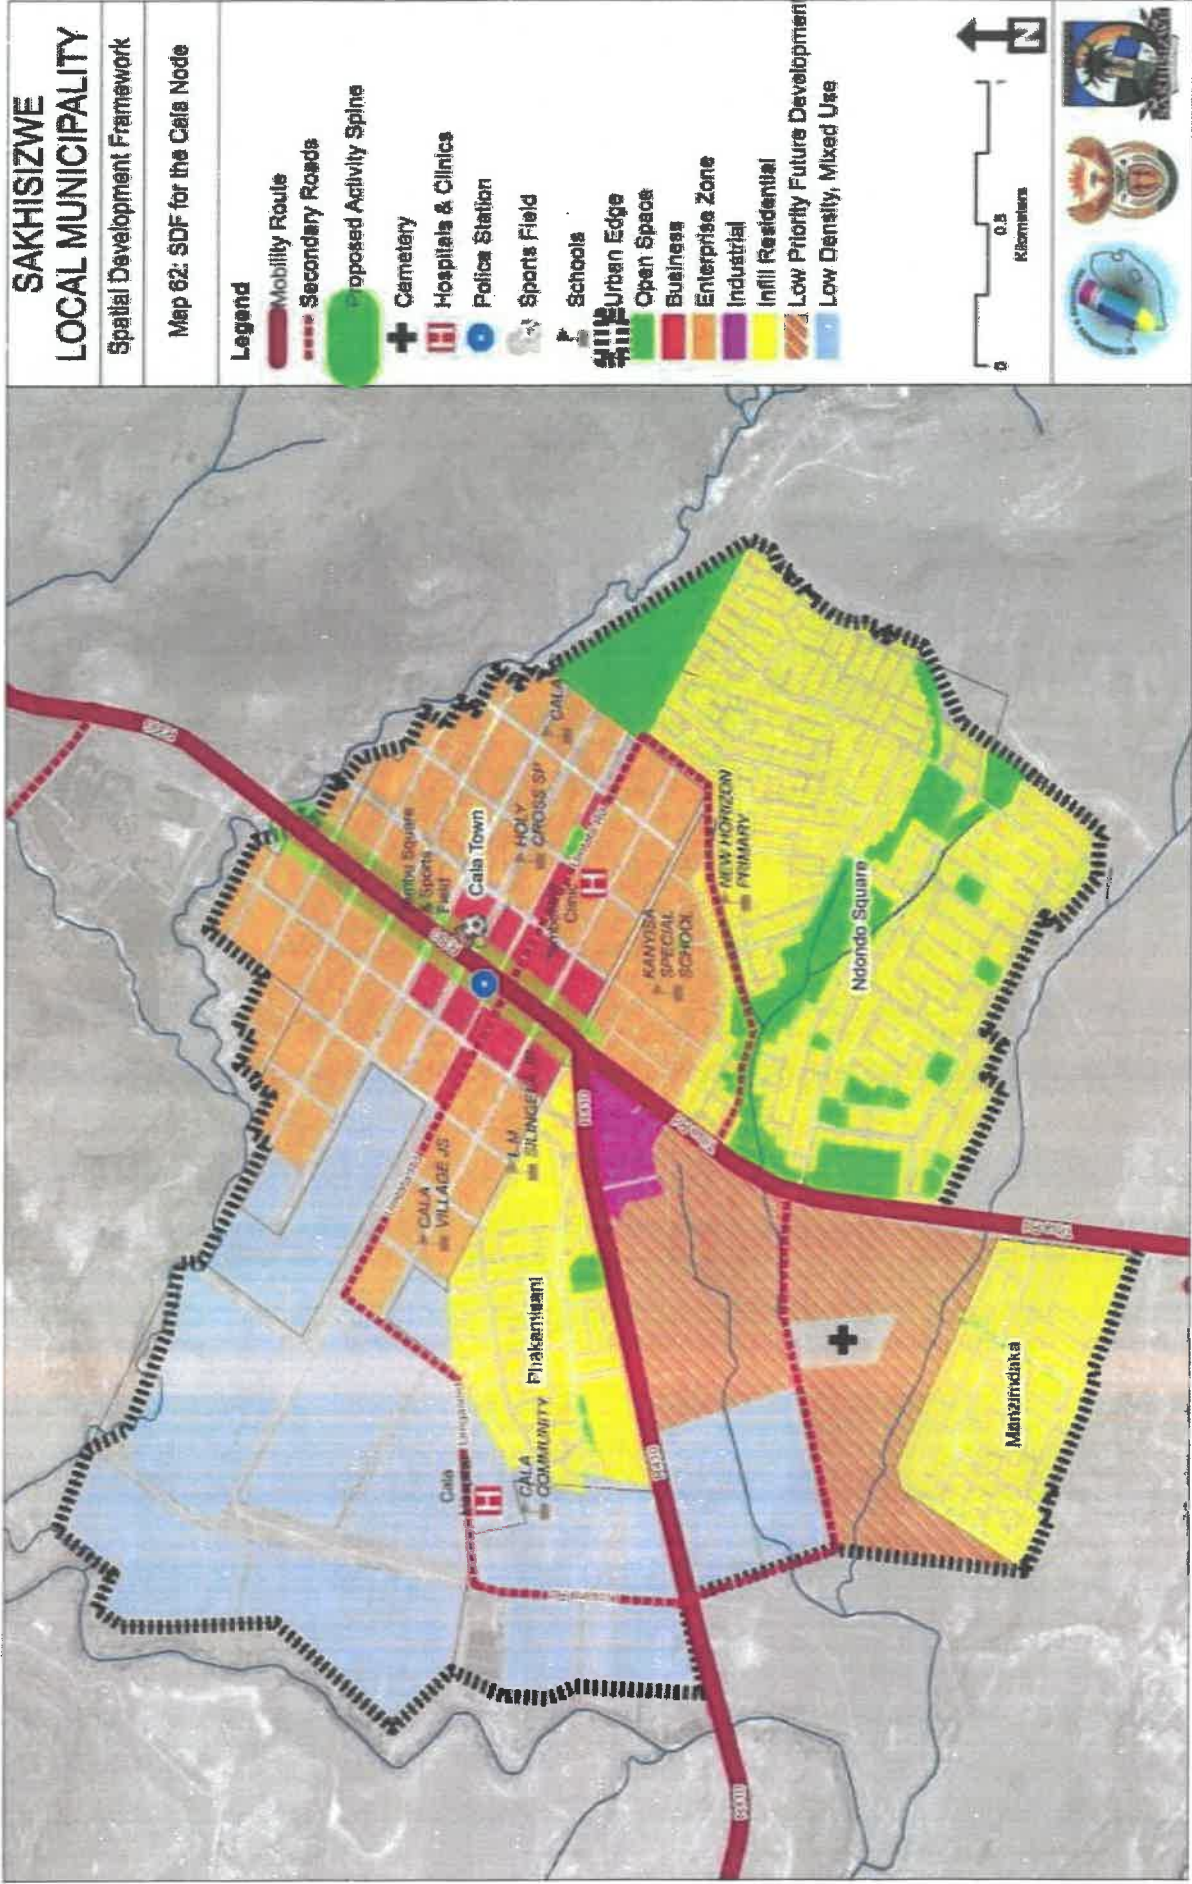 SAKHISIZWE
LOCAL MUNICIPALITY
Spatial Development Framework
Map 62: SDF for the Cala Node
Legend
Mobility Route
Secondary Roads
Proposed Activity Spine
Cemetery
Hospitals & Clinics
Police Station
Sports Field
Schools
Urban Edge
Open Space
Business
Enterprise Zone
Industrial
Infill Residential
Low Priority Future Development
Low Density, Mixed Use
0
0.5
Kilometers
N
Square
& Sports
Field
Cala Town
HOLY
CROSS SP
CALA
NEW HORIZON
PRIMARY
KANYISA
SPECIAL
SCHOOL
Ndondo Square
CALA
VILLAGE JS
Phakamisani
Cala
CALA
COMMUNITY
Manzimdaka